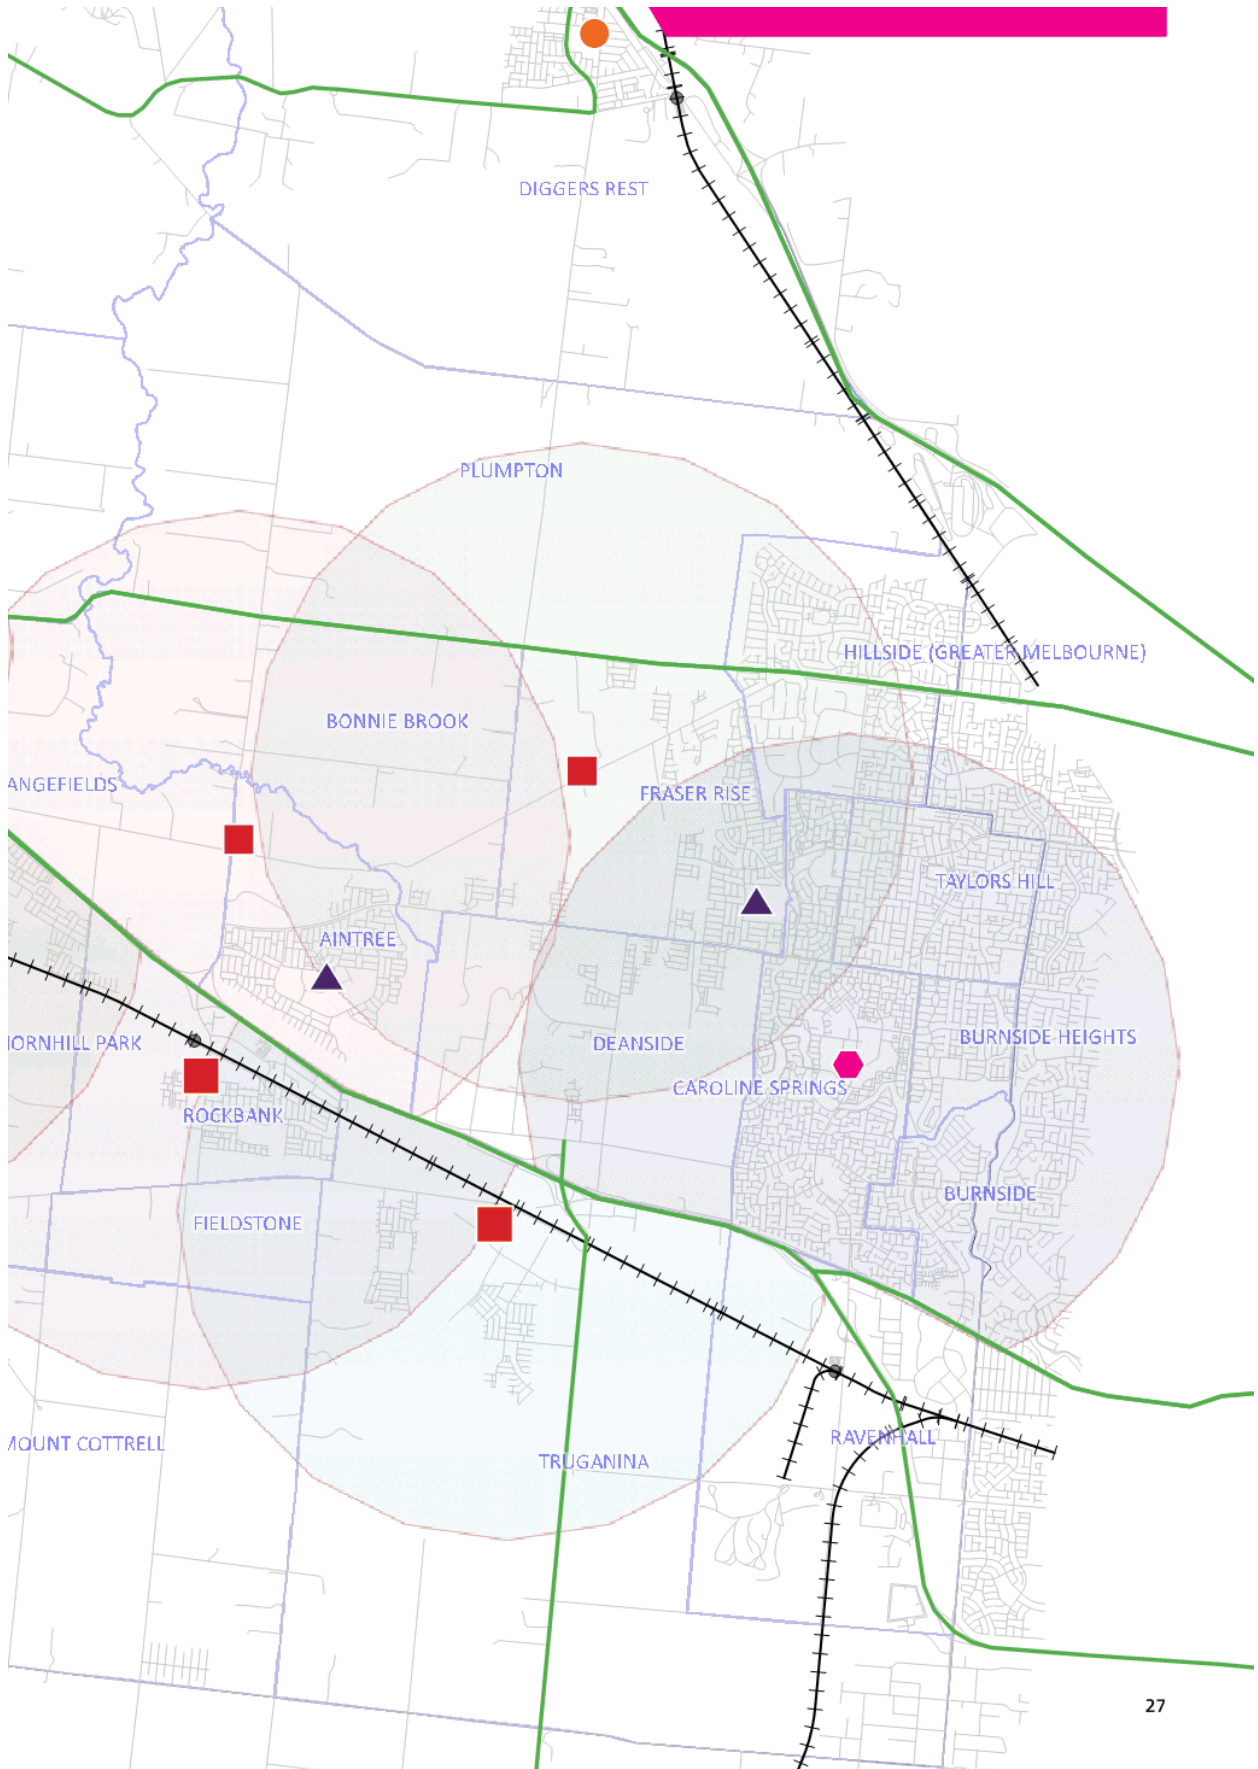 DIGGERS REST
PLUMPTON
HILLSIDE (GREATER MELBOURNE)
BONNIE BROOK
ANGEFIELDS
FRASER RISE
TAYLORS HILL
AINTREE
ORNHILL PARK
DEANSIDE
BURNSIDE HEIGHTS
CAROLINE SPRINGS
ROCKBANK
BURNSIDE
FIELDSTONE
RAVENHALL
MOUNT COTTRELL
TRUGANINA
27